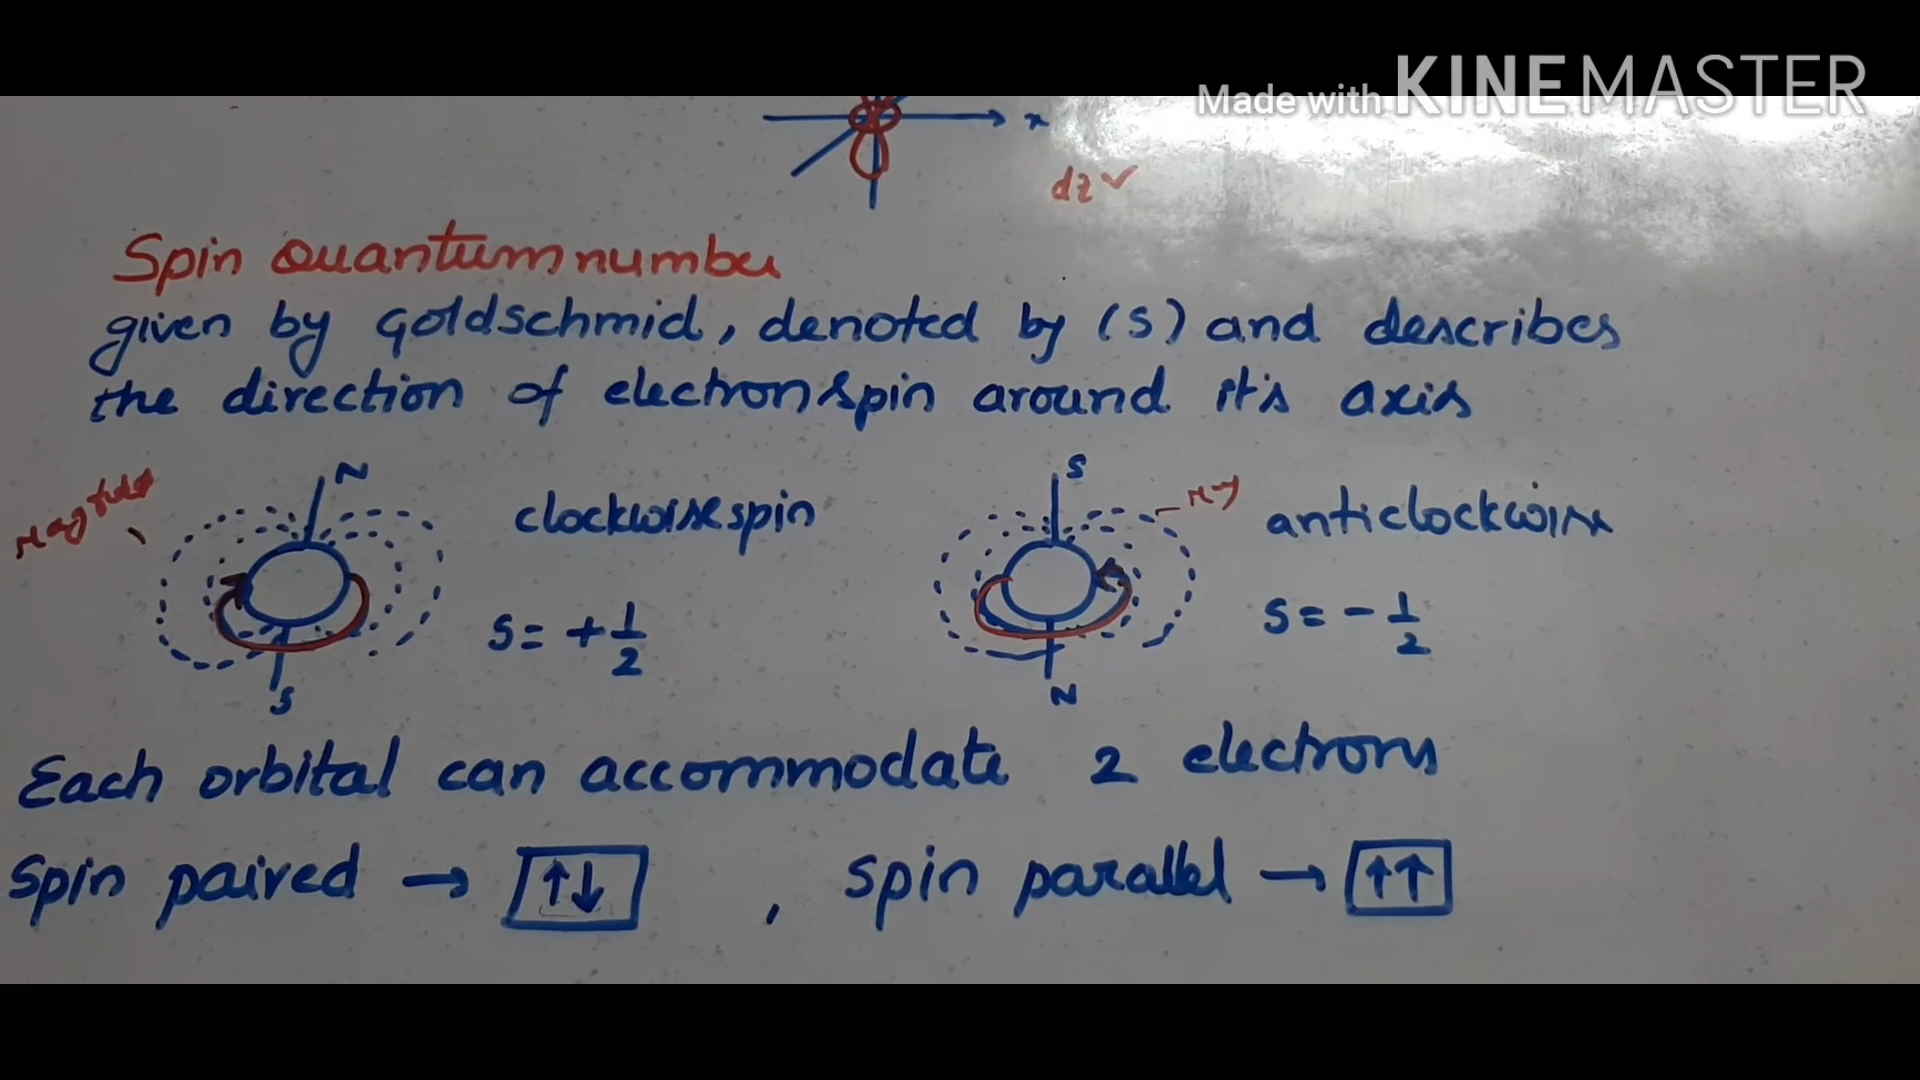 Made with KINEMASTER
x
dz
Spin Quantum number
given by Goldschmid, denoted by (s) and describes
the direction of electron spin around it's axis
N
Mag field
clockwise spin
S = + 1/2
S
S
anticlockwise
S = - 1/2
N
Each orbital can accommodate 2 electrons
Spin paired → ↑↓ , spin parallel → ↑↑